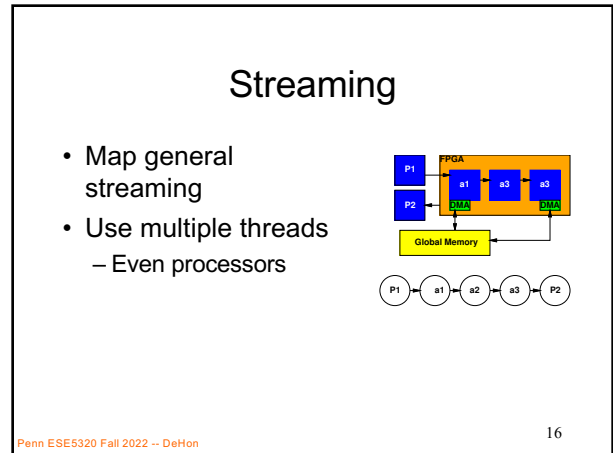 Streaming
• Map general
streaming
• Use multiple threads
– Even processors
FPGA
P1
a1
a3
a3
P2
DMA
DMA
Global Memory
P1
a1
a2
a3
P2
Penn ESE5320 Fall 2022 -- DeHon
16